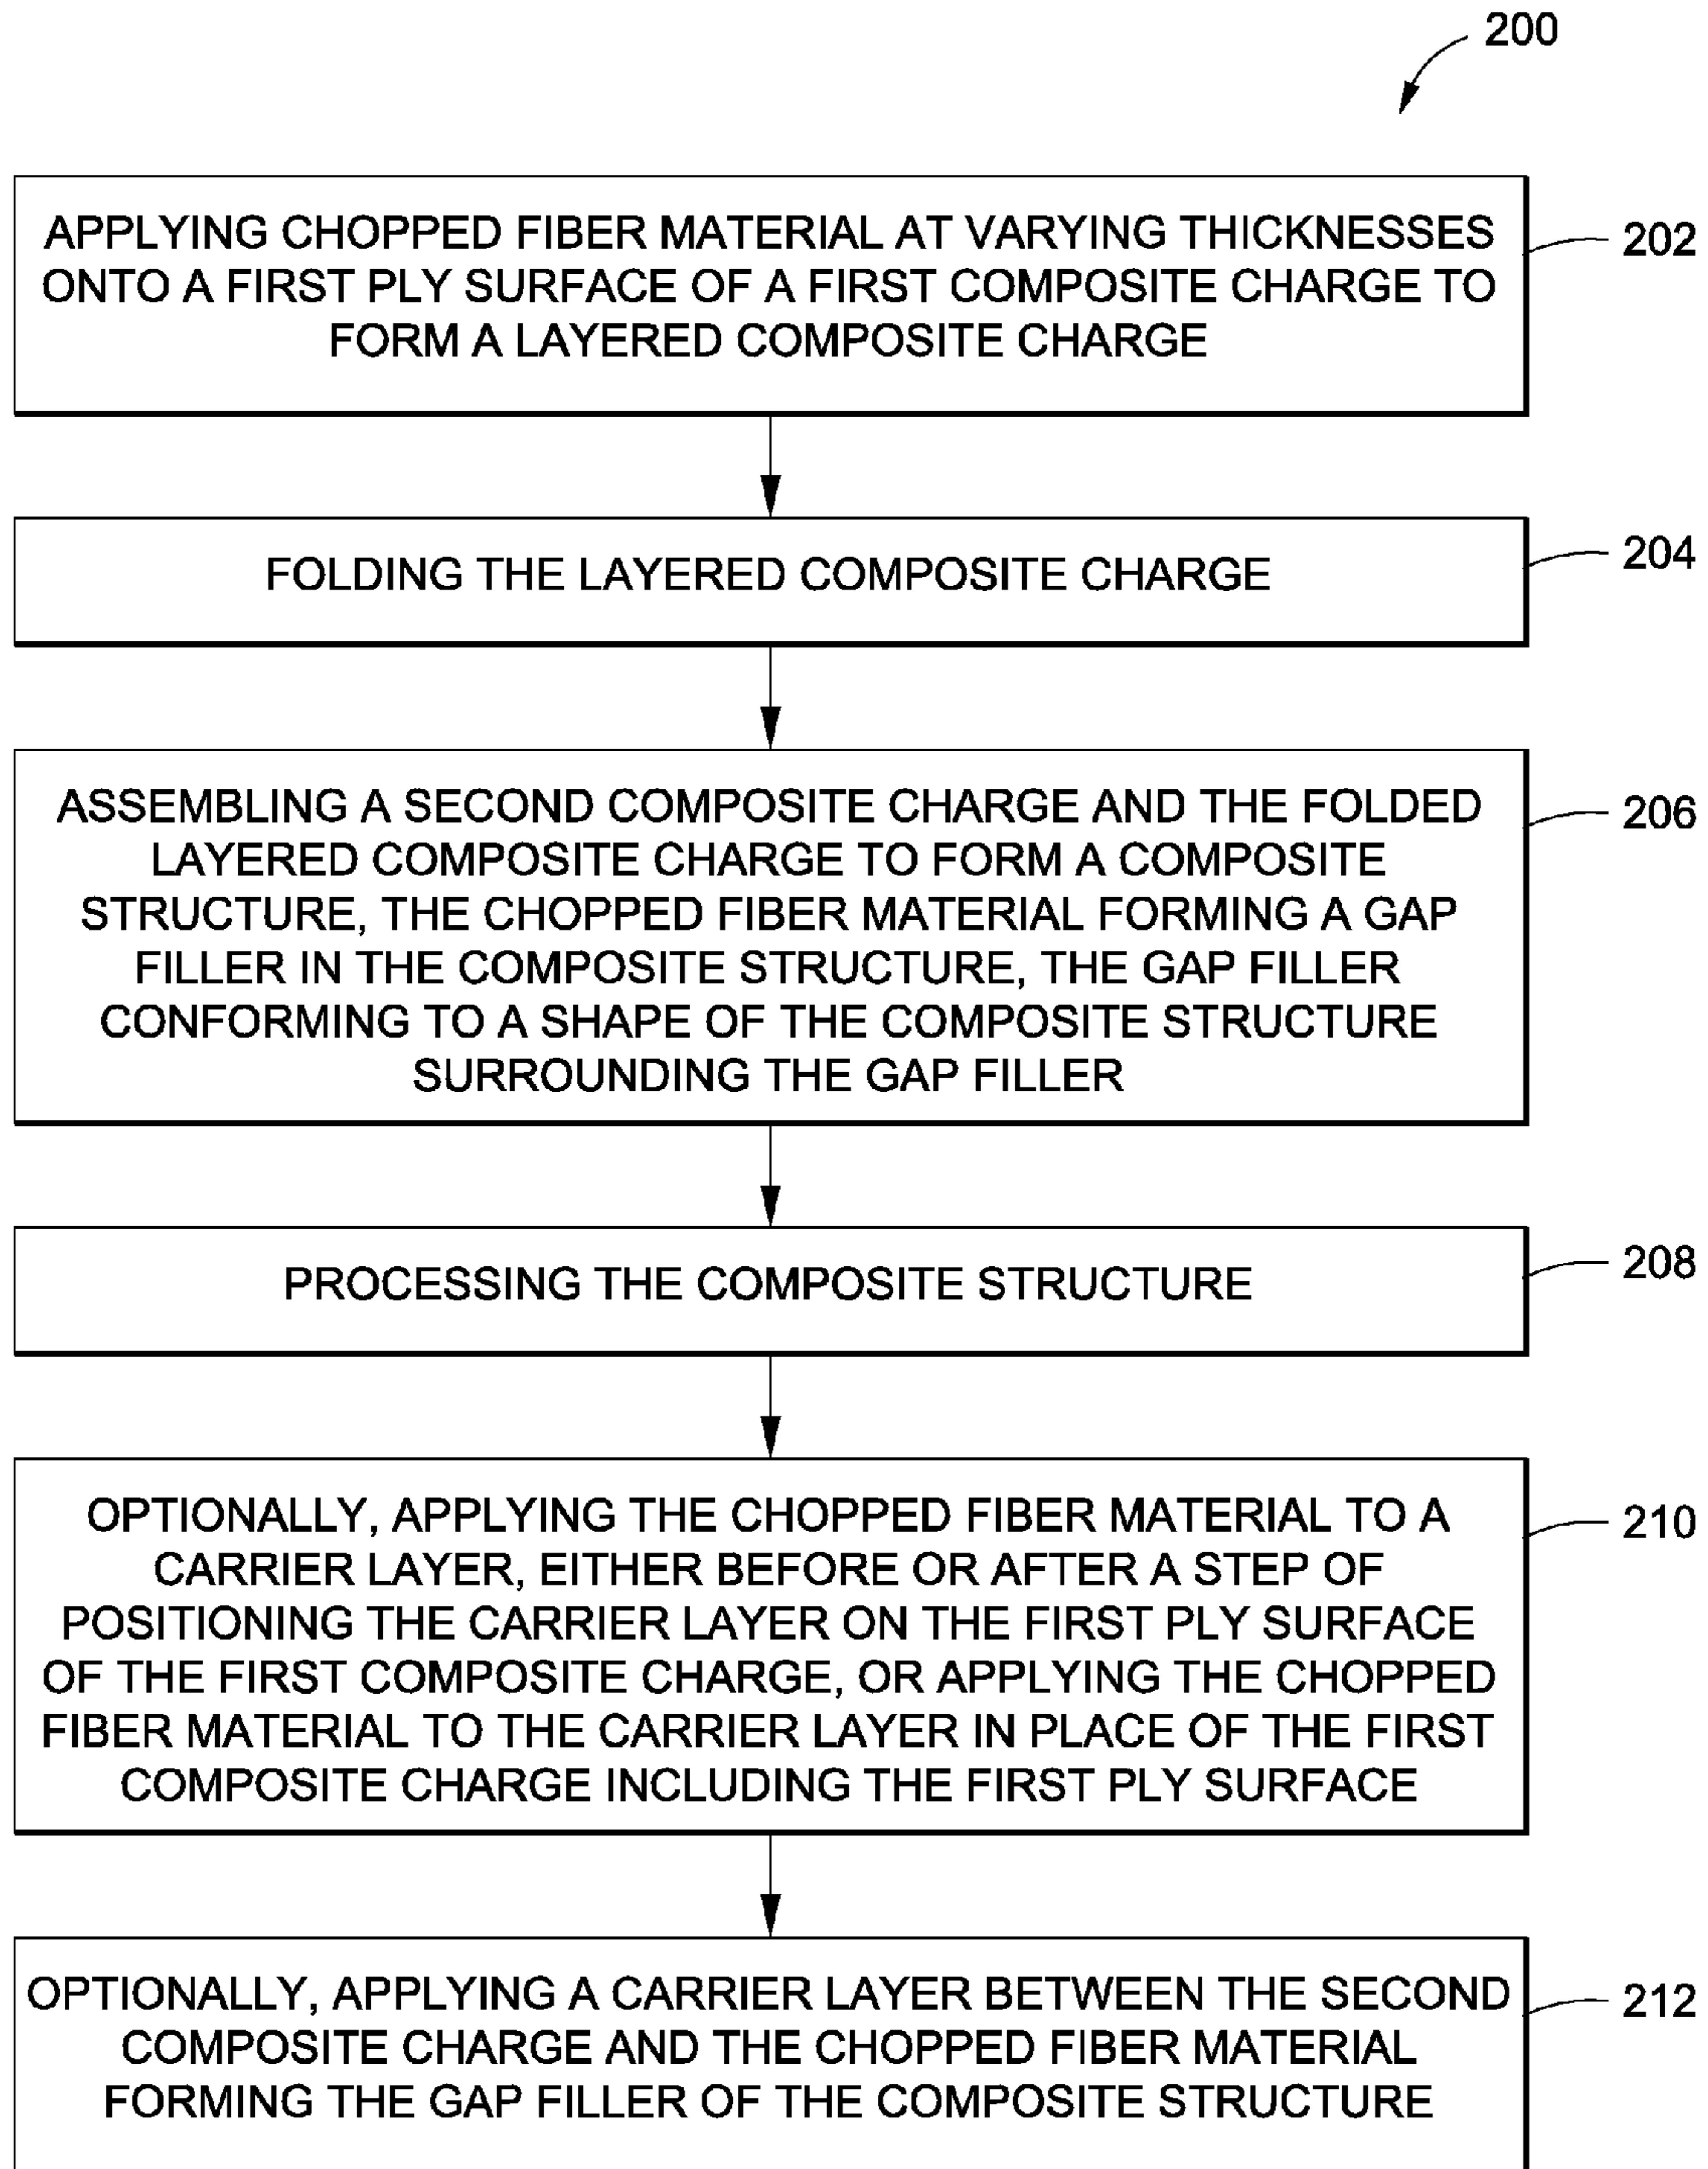 200
APPLYING CHOPPED FIBER MATERIAL AT VARYING THICKNESSES
ONTO A FIRST PLY SURFACE OF A FIRST COMPOSITE CHARGE TO
FORM A LAYERED COMPOSITE CHARGE
202
FOLDING THE LAYERED COMPOSITE CHARGE
204
ASSEMBLING A SECOND COMPOSITE CHARGE AND THE FOLDED
LAYERED COMPOSITE CHARGE TO FORM A COMPOSITE
STRUCTURE, THE CHOPPED FIBER MATERIAL FORMING A GAP
FILLER IN THE COMPOSITE STRUCTURE, THE GAP FILLER
CONFORMING TO A SHAPE OF THE COMPOSITE STRUCTURE
SURROUNDING THE GAP FILLER
206
PROCESSING THE COMPOSITE STRUCTURE
208
OPTIONALLY, APPLYING THE CHOPPED FIBER MATERIAL TO A
CARRIER LAYER, EITHER BEFORE OR AFTER A STEP OF
POSITIONING THE CARRIER LAYER ON THE FIRST PLY SURFACE
OF THE FIRST COMPOSITE CHARGE, OR APPLYING THE CHOPPED
FIBER MATERIAL TO THE CARRIER LAYER IN PLACE OF THE FIRST
COMPOSITE CHARGE INCLUDING THE FIRST PLY SURFACE
210
OPTIONALLY, APPLYING A CARRIER LAYER BETWEEN THE SECOND
COMPOSITE CHARGE AND THE CHOPPED FIBER MATERIAL
FORMING THE GAP FILLER OF THE COMPOSITE STRUCTURE
212